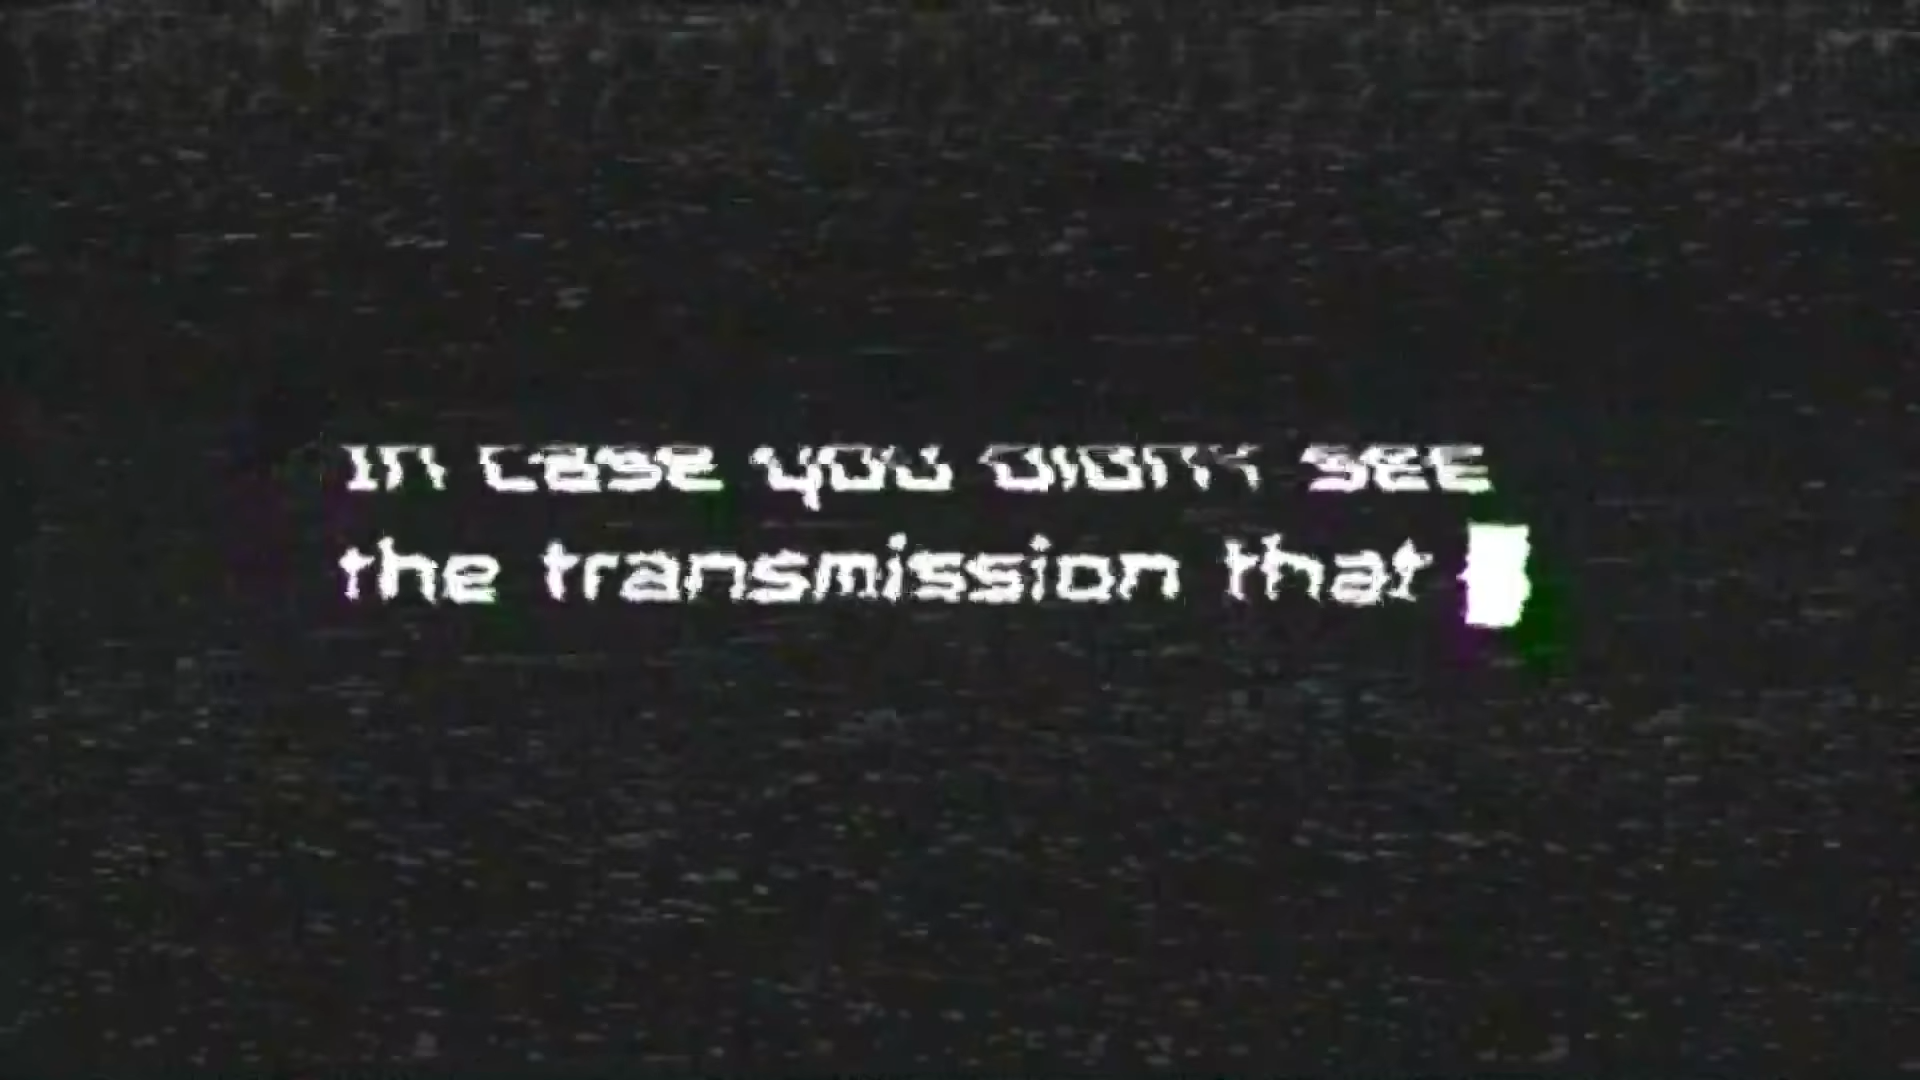 In case you didn't see
the transmission that